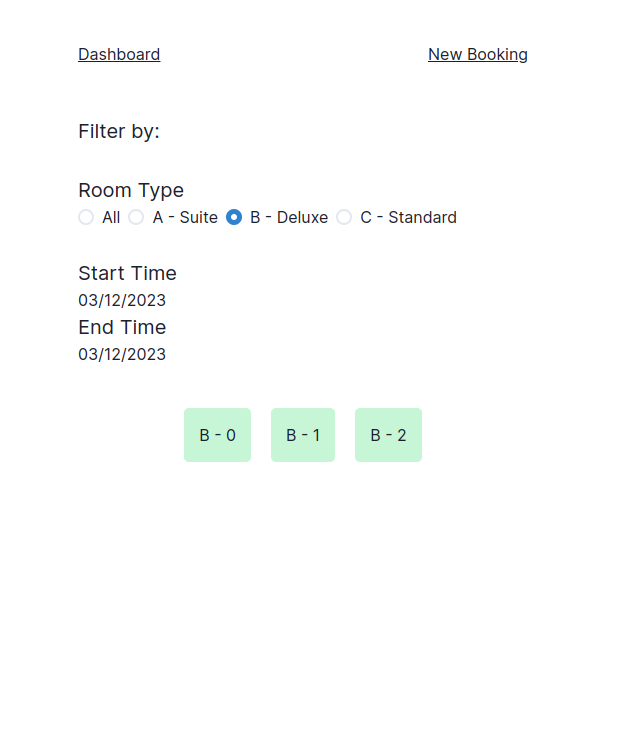 Dashboard New Booking
Filter by:
Room Type
All A - Suite B - Deluxe C - Standard
Start Time
03/12/2023
End Time
03/12/2023
B - 0 B - 1 B - 2